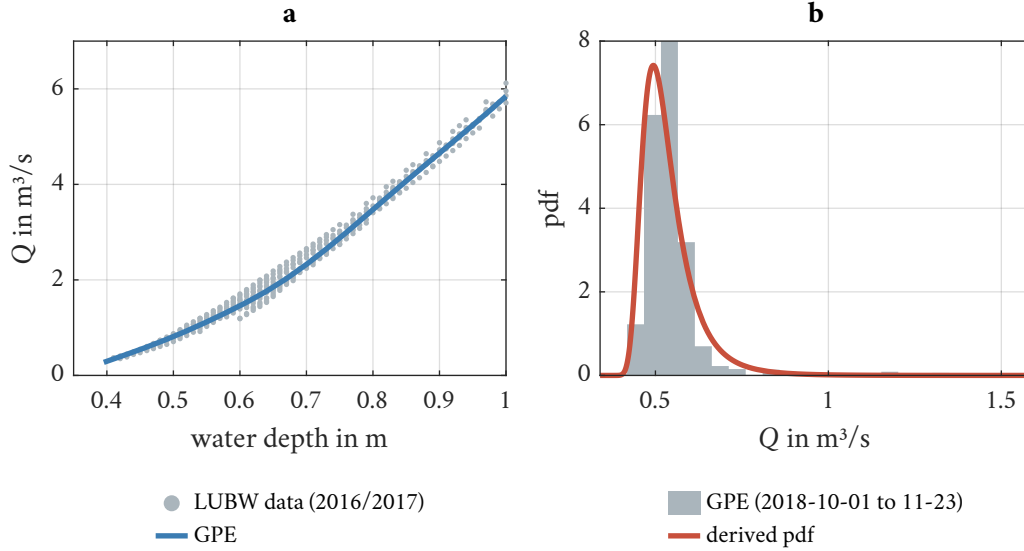 a
Q in m³/s
6
4
2
0
0.4 0.5 0.6 0.7 0.8 0.9 1
water depth in m
LUBW data (2016/2017)
GPE
b
pdf
8
6
4
2
0
0.5 1 1.5
Q in m³/s
GPE (2018-10-01 to 11-23)
derived pdf